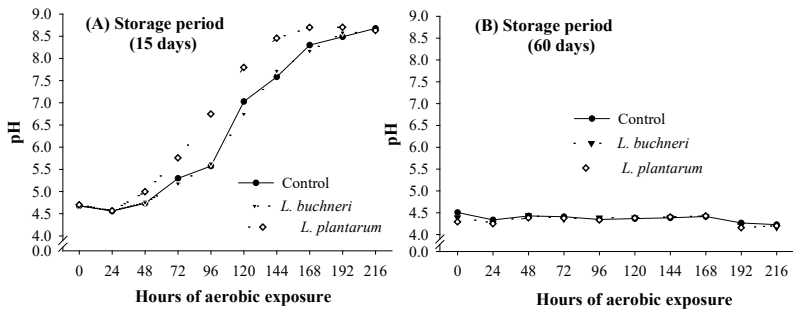 (A) Storage period
(15 days)
pH
9.0
8.5
8.0
7.5
7.0
6.5
6.0
5.5
5.0
4.5
4.0
0.0
Control
L. buchneri
L. plantarum
0 24 48 72 96 120 144 168 192 216
Hours of aerobic exposure
(B) Storage period
(60 days)
pH
9.0
8.5
8.0
7.5
7.0
6.5
6.0
5.5
5.0
4.5
4.0
0.0
Control
L. buchneri
L. plantarum
0 24 48 72 96 120 144 168 192 216
Hours of aerobic exposure